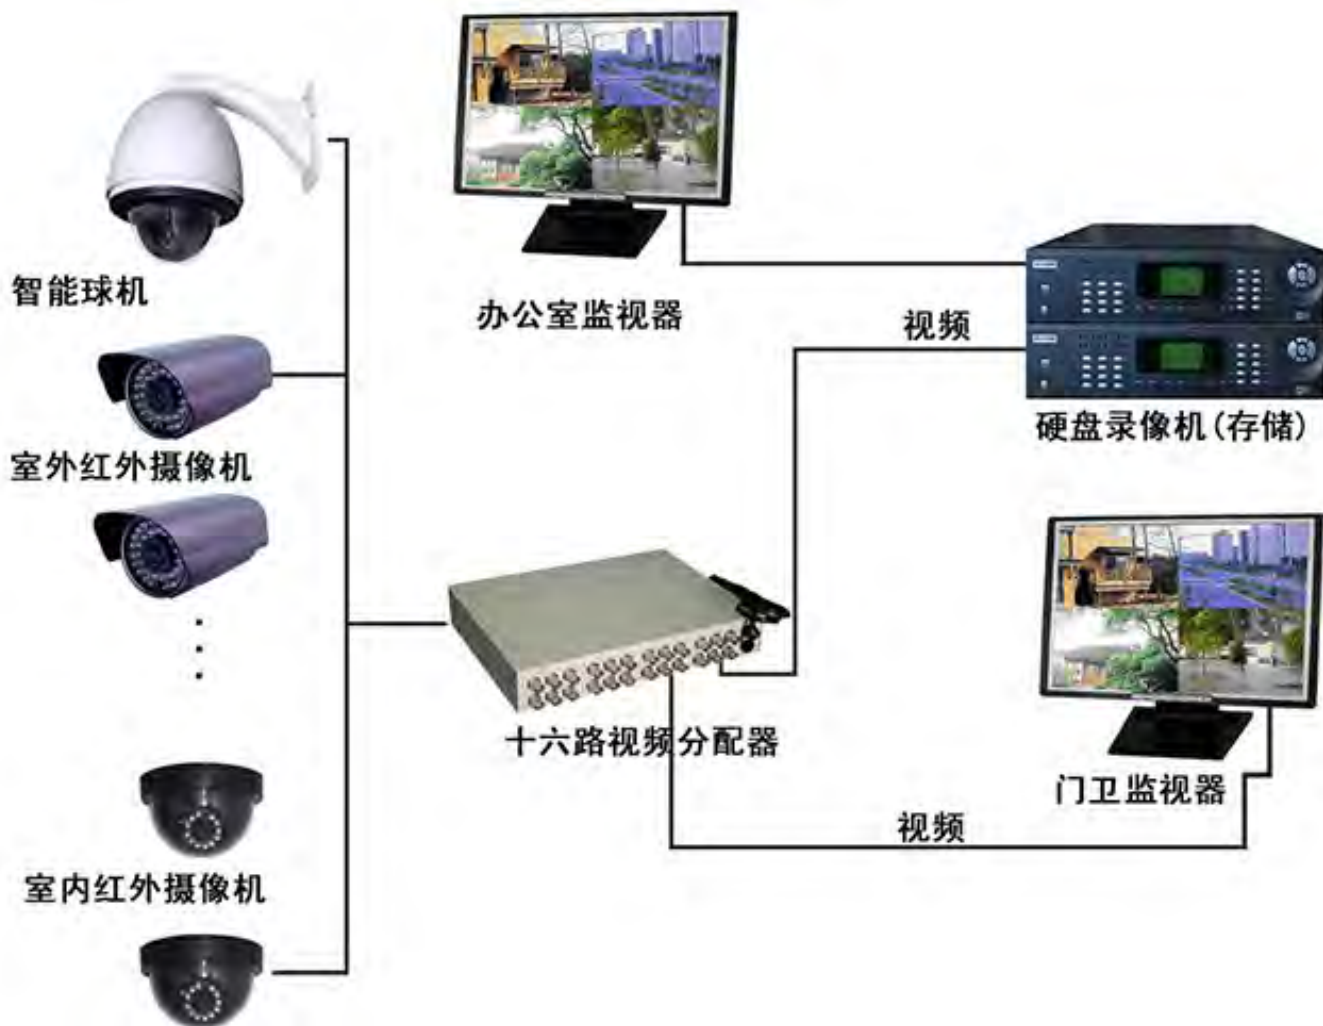 智能球机
办公室监视器
视频
室外红外摄像机
硬盘录像机(存储)
十六路视频分配器
门卫监视器
视频
室内红外摄像机